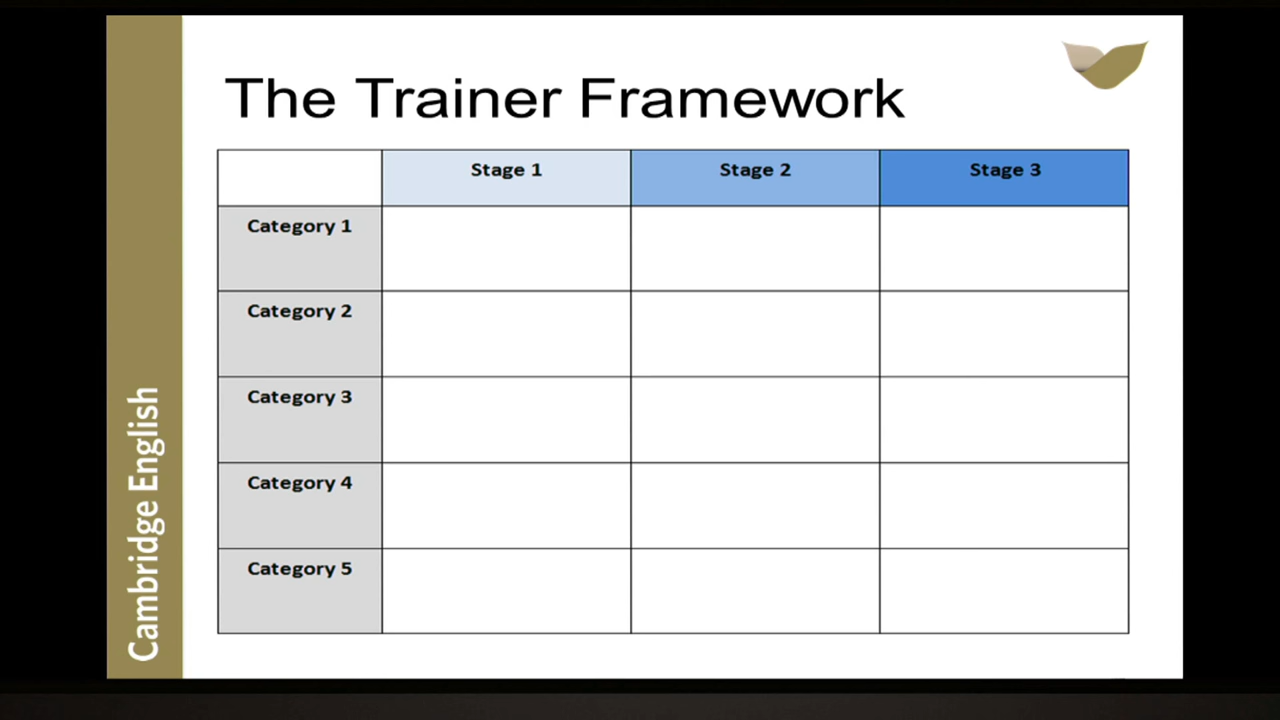 The Trainer Framework
Stage 1 Stage 2 Stage 3
Category 1
Category 2
Category 3
Category 4
Category 5
Cambridge English